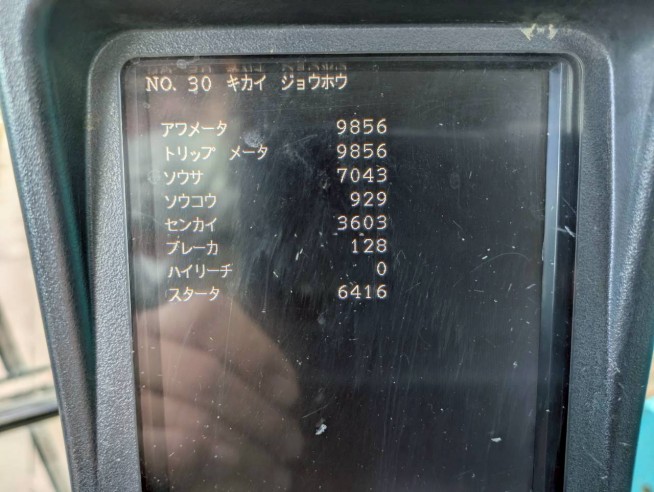 NO. 30 キカイ ジョウホウ
アワメータ 9856
トリップ メータ 9856
ソウサ 7043
ソウコウ 929
センカイ 3603
ブレーカ 128
ハイリーチ 0
スタータ 6416